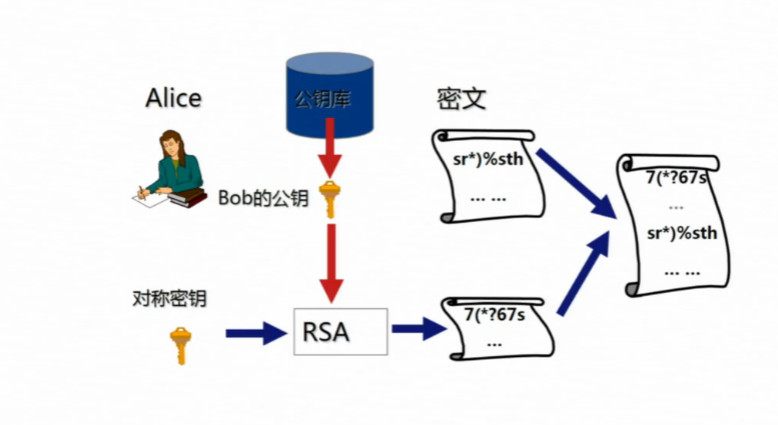 Alice
公钥库
密文
sr*)%sth
... ...
7(*?67s
...
sr*)%sth
... ...
Bob的公钥
对称密钥
RSA
7(*?67s
...